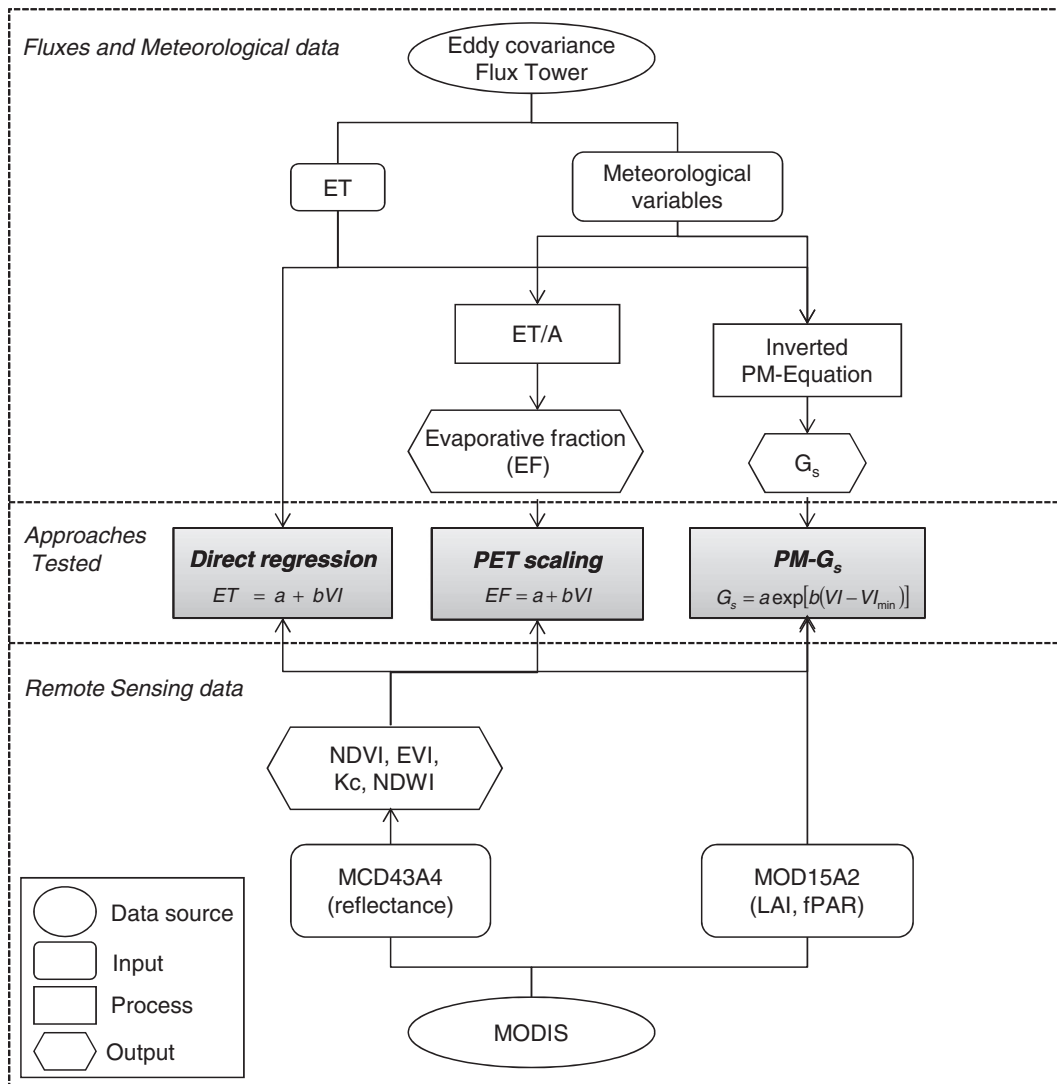 Fluxes and Meteorological data
Eddy covariance
Flux Tower
ET
Meteorological
variables
ET/A
Inverted
PM-Equation
Evaporative fraction
(EF)
Gs
Approaches
Tested
Direct regression
ET = a + bVI
PET scaling
EF = a + bVI
PM-Gs
Gs = a exp[b(VI − VImin)]
Remote Sensing data
NDVI, EVI,
Kc, NDWI
MCD43A4
(reflectance)
MOD15A2
(LAI, fPAR)
MODIS
Data source
Input
Process
Output